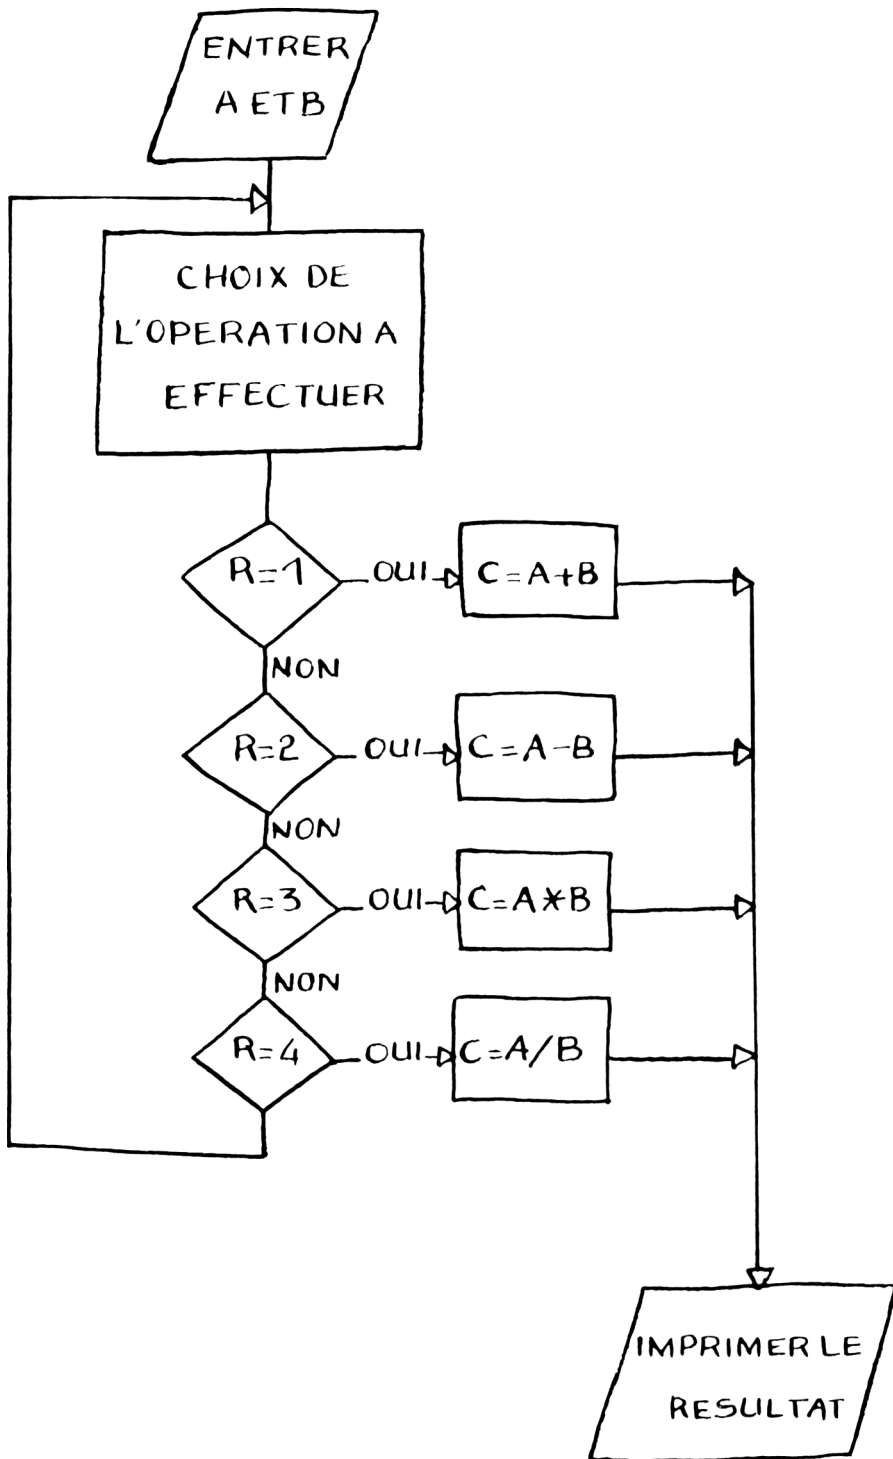 ENTRER
A ET B
CHOIX DE
L'OPERATION A
EFFECTUER
R=1
OUI
C=A+B
NON
R=2
OUI
C=A-B
NON
R=3
OUI
C=A*B
NON
R=4
OUI
C=A/B
IMPRIMER LE
RESULTAT